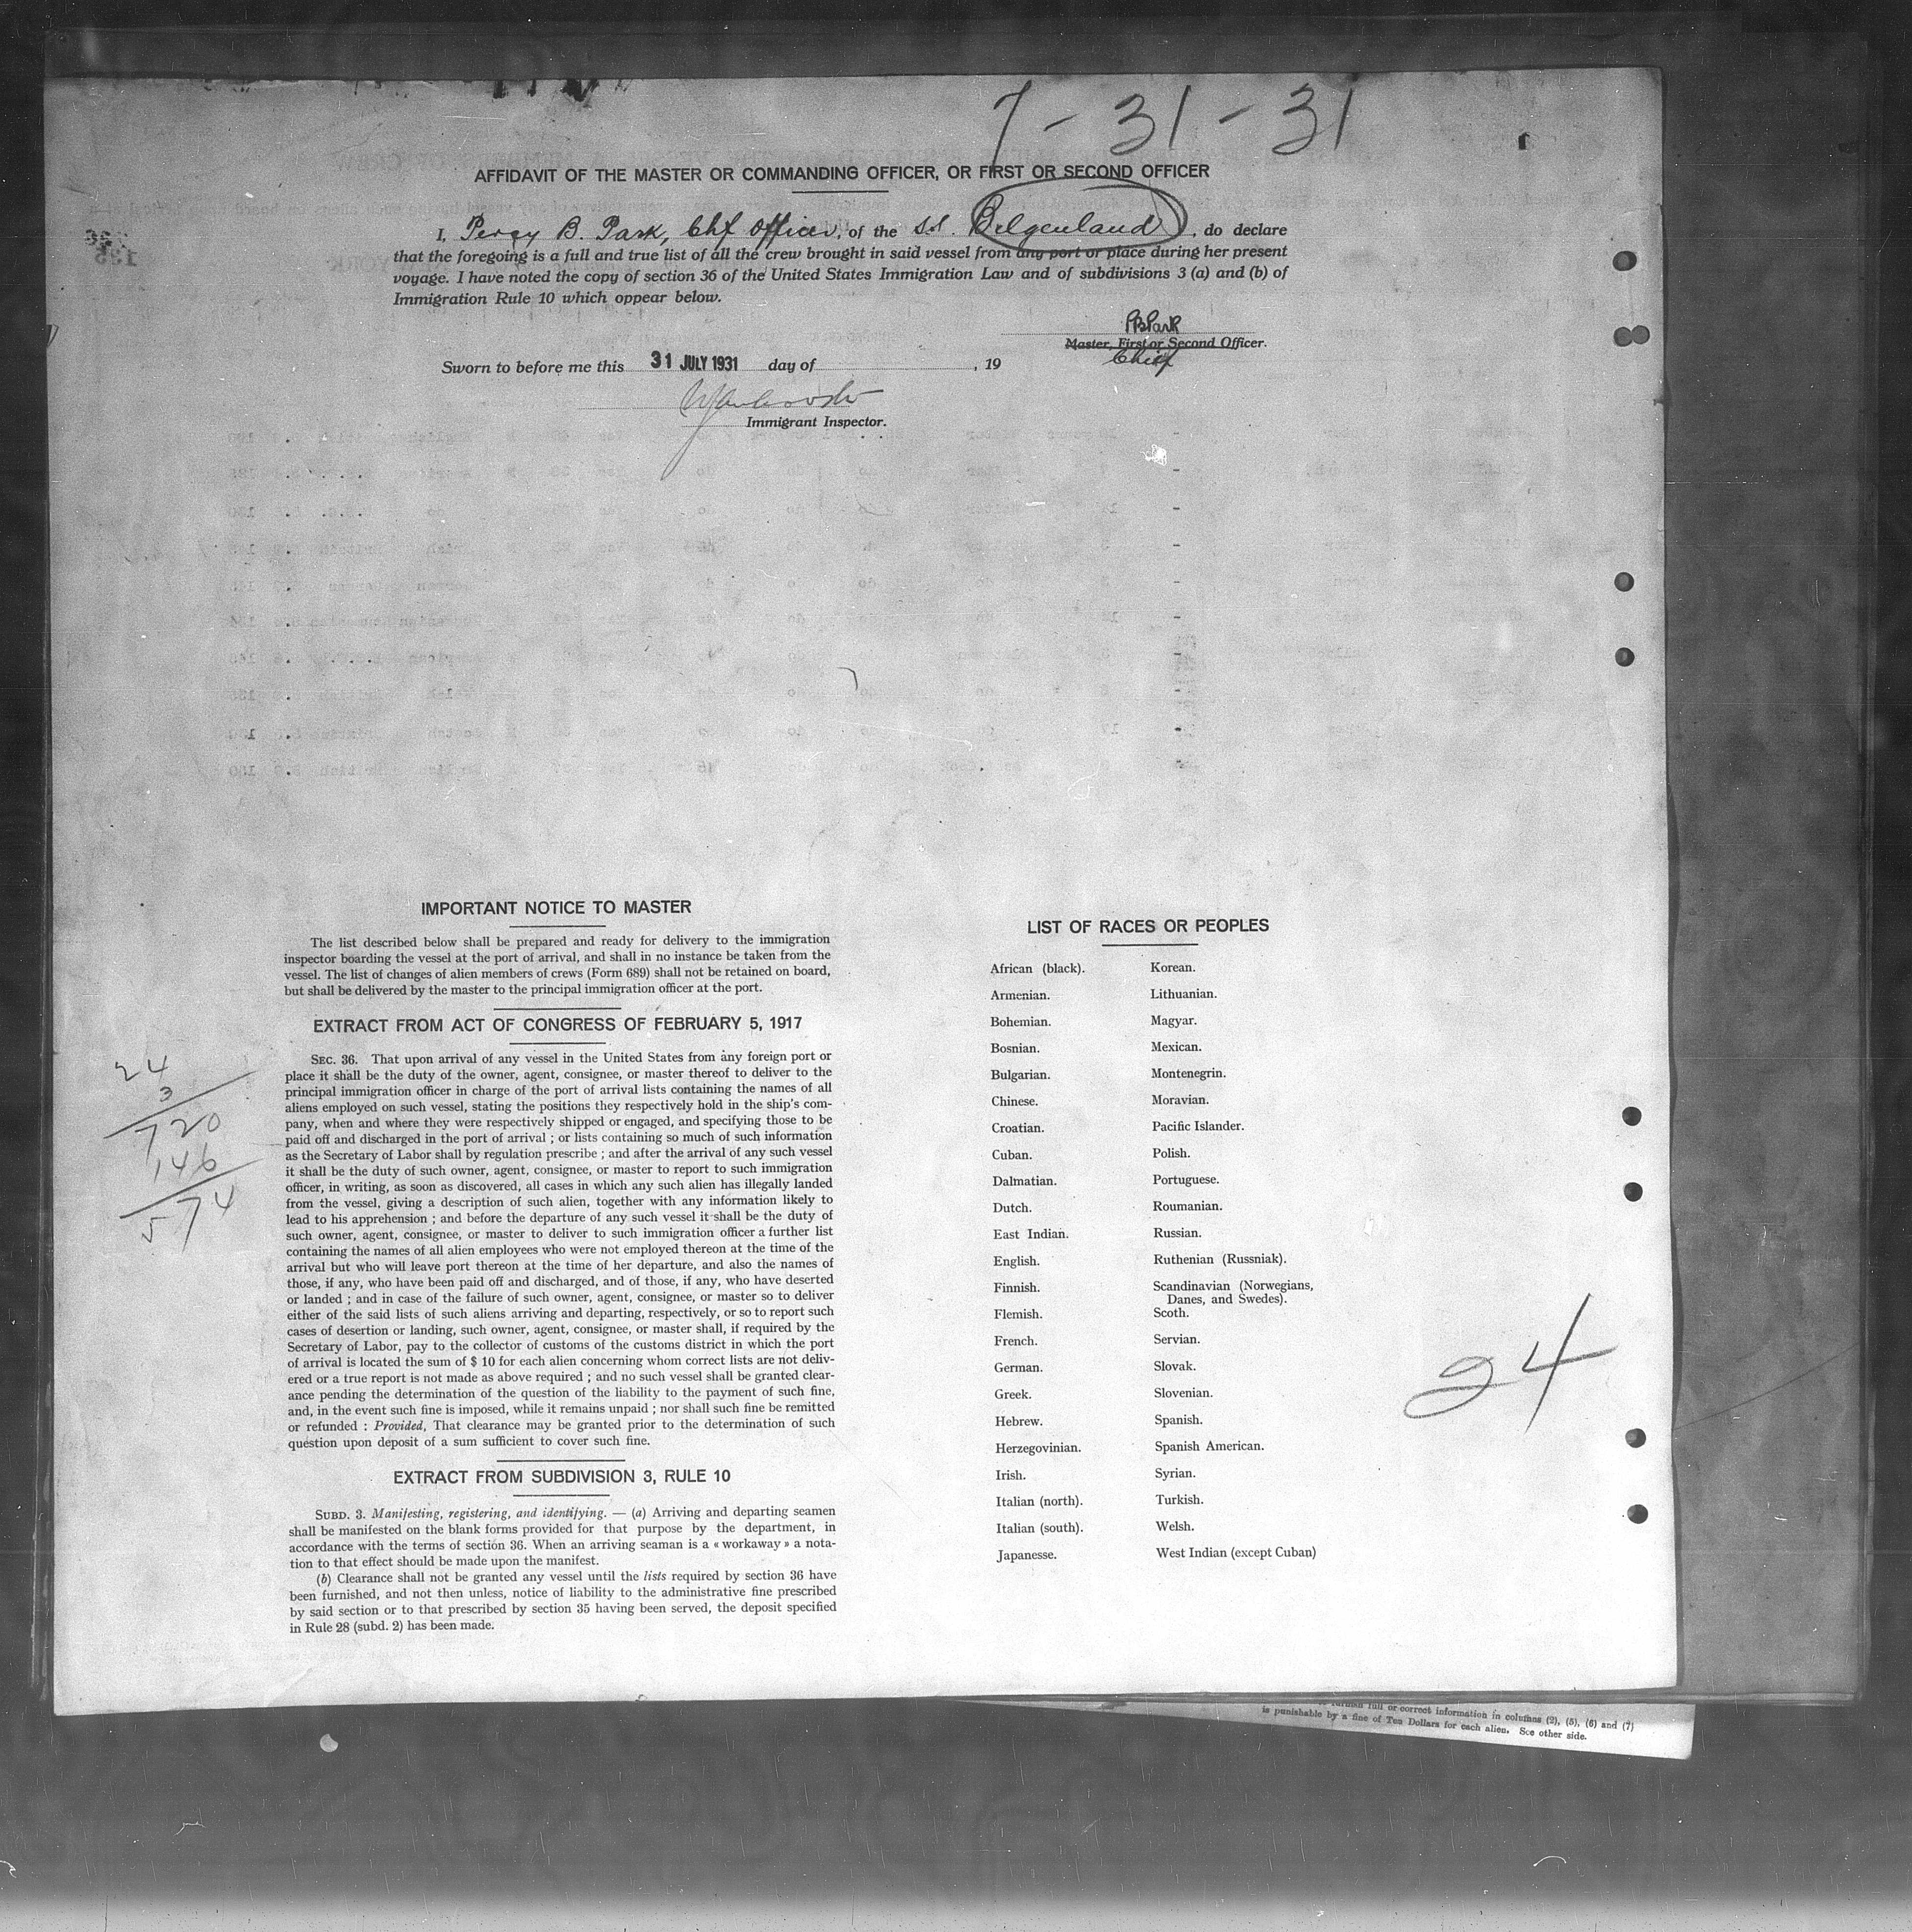 7-31-31
AFFIDAVIT OF THE MASTER OR COMMANDING OFFICER, OR FIRST OR SECOND OFFICER
I, Percy B. Park, Chf Officer, of the S.S. Belgenland, do declare
that the foregoing is a full and true list of all the crew brought in said vessel from any port or place during her present
voyage. I have noted the copy of section 36 of the United States Immigration Law and of subdivisions 3 (a) and (b) of
Immigration Rule 10 which oppear below.
PBPark
Master, First or Second Officer.
Chief
Sworn to before me this 31 JULY 1931 day of , 19
Immigrant Inspector.
IMPORTANT NOTICE TO MASTER
The list described below shall be prepared and ready for delivery to the immigration
inspector boarding the vessel at the port of arrival, and shall in no instance be taken from the
vessel. The list of changes of alien members of crews (Form 689) shall not be retained on board,
but shall be delivered by the master to the principal immigration officer at the port.
EXTRACT FROM ACT OF CONGRESS OF FEBRUARY 5, 1917
SEC. 36. That upon arrival of any vessel in the United States from any foreign port or
place it shall be the duty of the owner, agent, consignee, or master thereof to deliver to the
principal immigration officer in charge of the port of arrival lists containing the names of all
aliens employed on such vessel, stating the positions they respectively hold in the ship's com-
pany, when and where they were respectively shipped or engaged, and specifying those to be
paid off and discharged in the port of arrival ; or lists containing so much of such information
as the Secretary of Labor shall by regulation prescribe ; and after the arrival of any such vessel
it shall be the duty of such owner, agent, consignee, or master to report to such immigration
officer, in writing, as soon as discovered, all cases in which any such alien has illegally landed
from the vessel, giving a description of such alien, together with any information likely to
lead to his apprehension ; and before the departure of any such vessel it shall be the duty of
such owner, agent, consignee, or master to deliver to such immigration officer a further list
containing the names of all alien employees who were not employed thereon at the time of the
arrival but who will leave port thereon at the time of her departure, and also the names of
those, if any, who have been paid off and discharged, and of those, if any, who have deserted
or landed ; and in case of the failure of such owner, agent, consignee, or master so to deliver
either of the said lists of such aliens arriving and departing, respectively, or so to report such
cases of desertion or landing, such owner, agent, consignee, or master shall, if required by the
Secretary of Labor, pay to the collector of customs of the customs district in which the port
of arrival is located the sum of $ 10 for each alien concerning whom correct lists are not deliv-
ered or a true report is not made as above required ; and no such vessel shall be granted clear-
ance pending the determination of the question of the liability to the payment of such fine,
and, in the event such fine is imposed, while it remains unpaid ; nor shall such fine be remitted
or refunded : Provided, That clearance may be granted prior to the determination of such
question upon deposit of a sum sufficient to cover such fine.
EXTRACT FROM SUBDIVISION 3, RULE 10
SUBD. 3. Manifesting, registering, and identifying. — (a) Arriving and departing seamen
shall be manifested on the blank forms provided for that purpose by the department, in
accordance with the terms of section 36. When an arriving seaman is a « workaway » a nota-
tion to that effect should be made upon the manifest.
(b) Clearance shall not be granted any vessel until the lists required by section 36 have
been furnished, and not then unless, notice of liability to the administrative fine prescribed
by said section or to that prescribed by section 35 having been served, the deposit specified
in Rule 28 (subd. 2) has been made.
24
3
720
146
574
LIST OF RACES OR PEOPLES
African (black). Korean.
Armenian. Lithuanian.
Bohemian. Magyar.
Bosnian. Mexican.
Bulgarian. Montenegrin.
Chinese. Moravian.
Croatian. Pacific Islander.
Cuban. Polish.
Dalmatian. Portuguese.
Dutch. Roumanian.
East Indian. Russian.
English. Ruthenian (Russniak).
Finnish. Scandinavian (Norwegians,
Danes, and Swedes).
Flemish. Scoth.
French. Servian.
German. Slovak.
Greek. Slovenian.
Hebrew. Spanish.
Herzegovinian. Spanish American.
Irish. Syrian.
Italian (north). Turkish.
Italian (south). Welsh.
Japanesse. West Indian (except Cuban)
24
furnish full or correct information in columns (2), (5), (6) and (7)
is punishable by a fine of Ten Dollars for each alien. See other side.